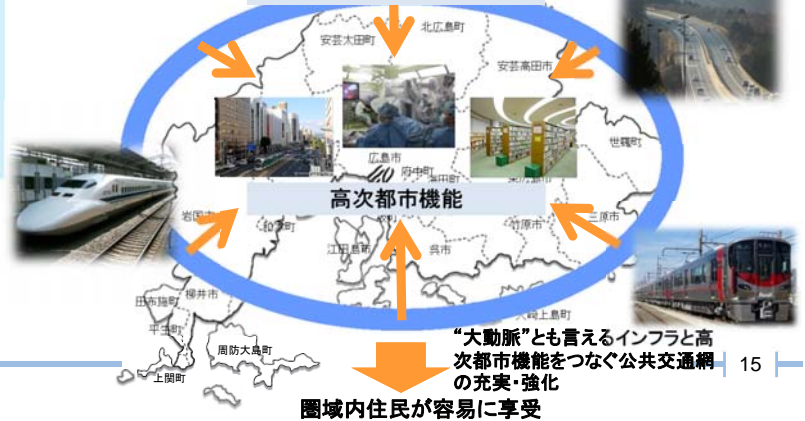 北広島町
安芸太田町
安芸高田市
世羅町
広島市
府中町
高次都市機能
岩国市
竹原市
三原市
江田島市
呉市
大崎上島町
柳井市
田布施町
平生町
周防大島町
上関町
“大動脈”とも言えるインフラと高
次都市機能をつなぐ公共交通網
の充実・強化
15
圏域内住民が容易に享受